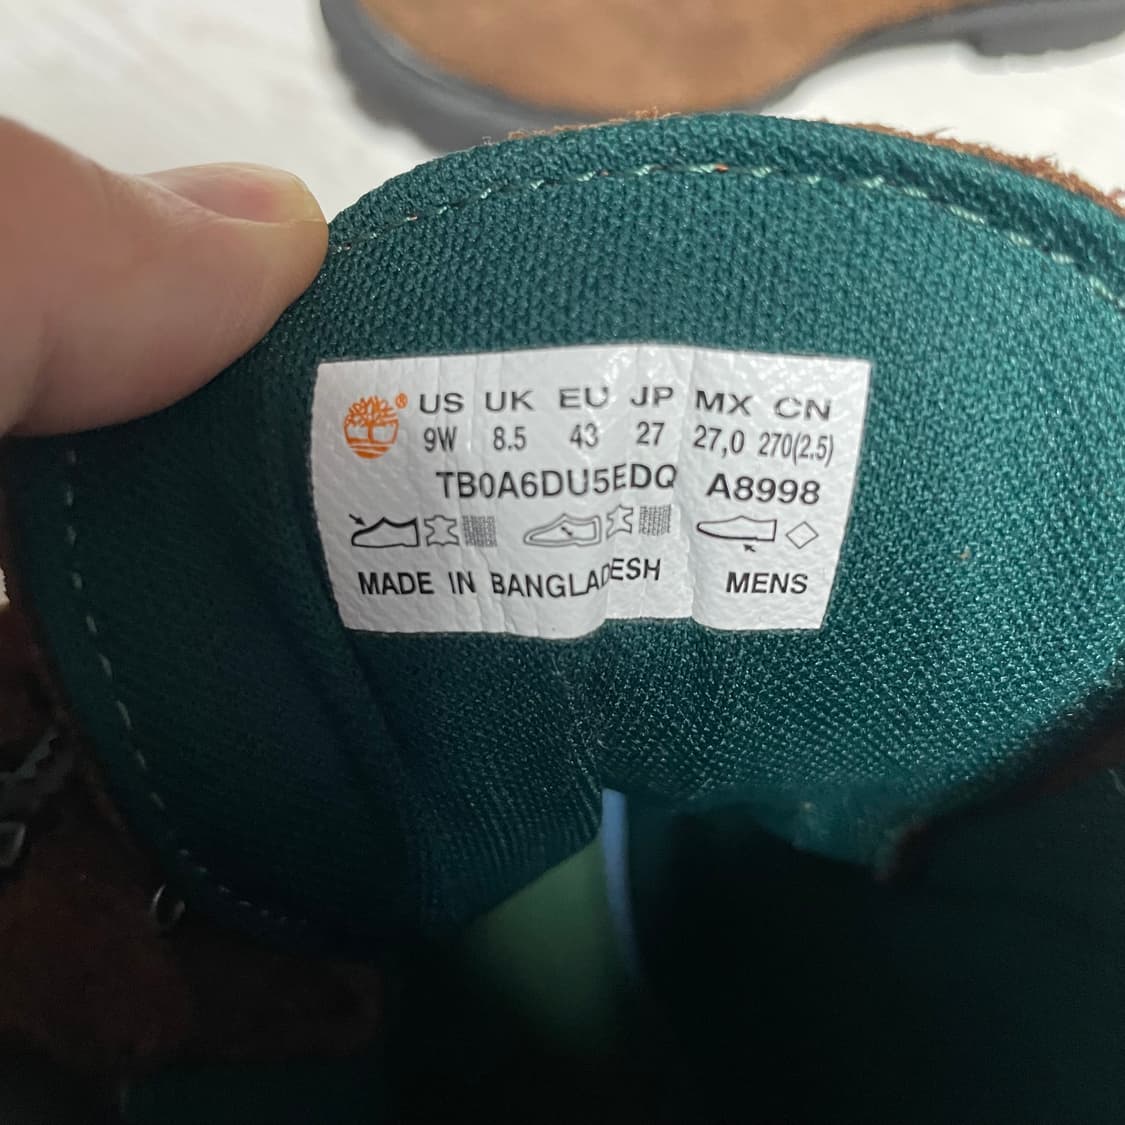 ® US UK EU JP MX CN
9W 8.5 43 27 27,0 270(2.5)
TB0A6DU5EDQ A8998
MADE IN BANGLADESH MENS